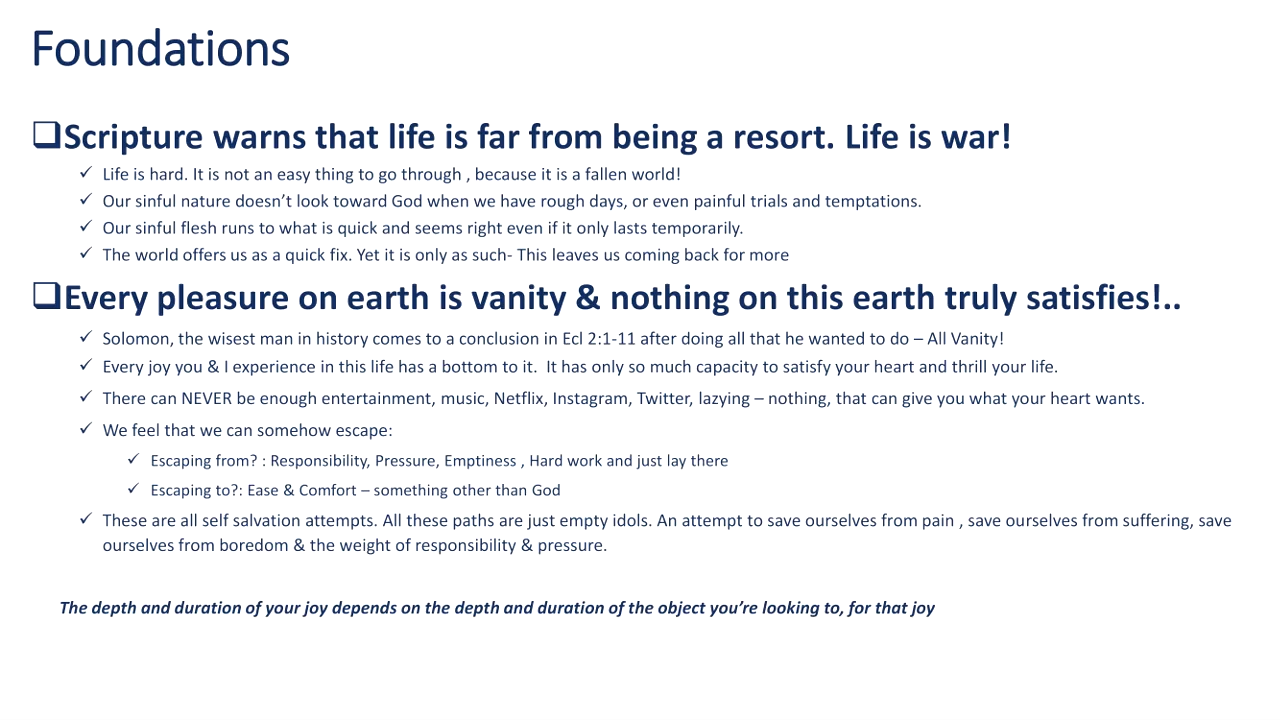 Foundations
❑Scripture warns that life is far from being a resort. Life is war!
✓ Life is hard. It is not an easy thing to go through , because it is a fallen world!
✓ Our sinful nature doesn’t look toward God when we have rough days, or even painful trials and temptations.
✓ Our sinful flesh runs to what is quick and seems right even if it only lasts temporarily.
✓ The world offers us as a quick fix. Yet it is only as such- This leaves us coming back for more
❑Every pleasure on earth is vanity & nothing on this earth truly satisfies!..
✓ Solomon, the wisest man in history comes to a conclusion in Ecl 2:1-11 after doing all that he wanted to do – All Vanity!
✓ Every joy you & I experience in this life has a bottom to it.  It has only so much capacity to satisfy your heart and thrill your life.
✓ There can NEVER be enough entertainment, music, Netflix, Instagram, Twitter, lazying – nothing, that can give you what your heart wants.
✓ We feel that we can somehow escape:
✓ Escaping from? : Responsibility, Pressure, Emptiness , Hard work and just lay there
✓ Escaping to?: Ease & Comfort – something other than God
✓ These are all self salvation attempts. All these paths are just empty idols. An attempt to save ourselves from pain , save ourselves from suffering, save
ourselves from boredom & the weight of responsibility & pressure.
The depth and duration of your joy depends on the depth and duration of the object you’re looking to, for that joy